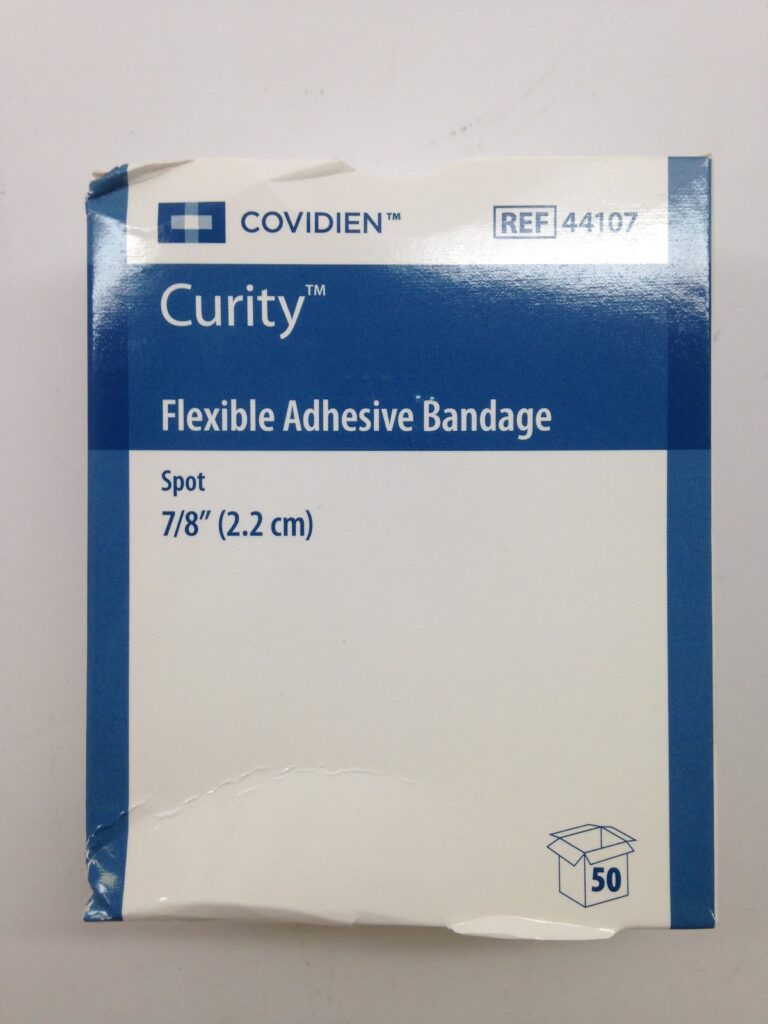 COVIDIEN™
REF 44107
Curity™
Flexible Adhesive Bandage
Spot
7/8” (2.2 cm)
50